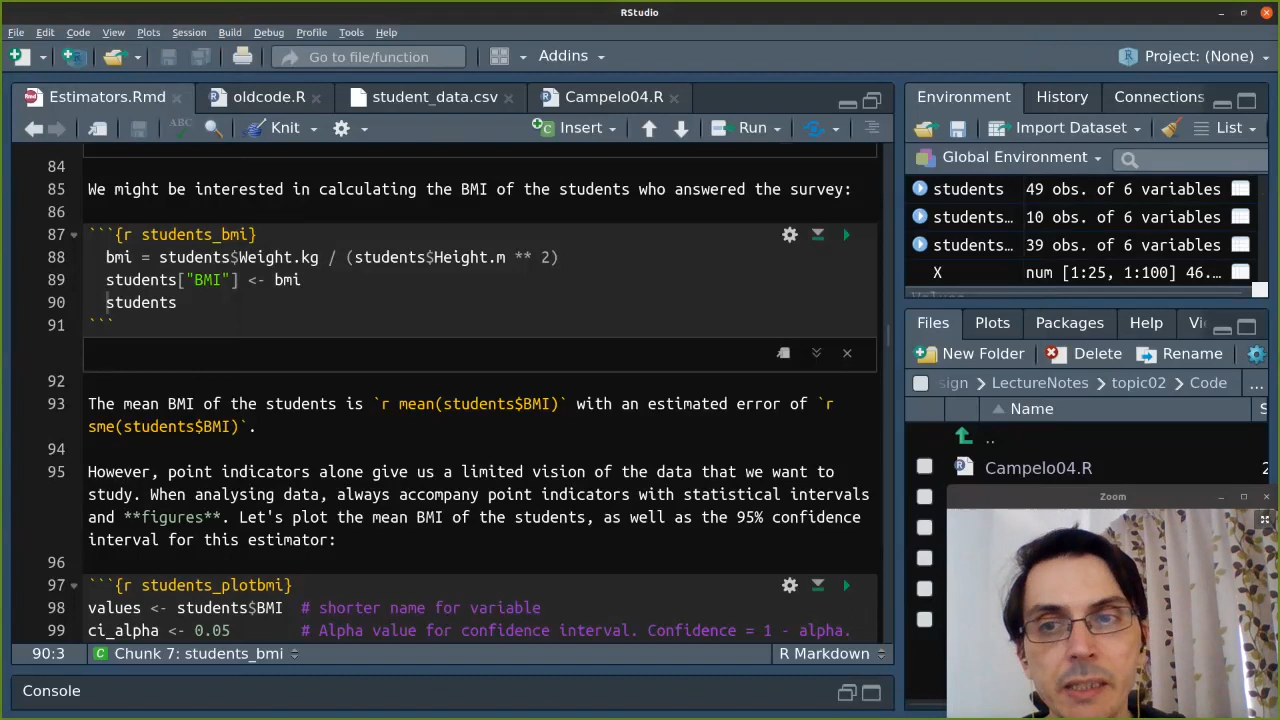 RStudio
File Edit Code View Plots Session Build Debug Profile Tools Help
Go to file/function Addins Project: (None)
Estimators.Rmd oldcode.R student_data.csv Campelo04.R
ABC Knit Insert Run
84
85 We might be interested in calculating the BMI of the students who answered the survey:
86
87 ```{r students_bmi}
88 bmi = students$Weight.kg / (students$Height.m ** 2)
89 students["BMI"] <- bmi
90 students
91 ```
92
93 The mean BMI of the students is `r mean(students$BMI)` with an estimated error of `r
sme(students$BMI)`.
94
95 However, point indicators alone give us a limited vision of the data that we want to
study. When analysing data, always accompany point indicators with statistical intervals
and **figures**. Let's plot the mean BMI of the students, as well as the 95% confidence
interval for this estimator:
96
97 ```{r students_plotbmi}
98 values <- students$BMI # shorter name for variable
99 ci_alpha <- 0.05 # Alpha value for confidence interval. Confidence = 1 - alpha.
90:3 Chunk 7: students_bmi R Markdown
Console
Environment History Connections
Import Dataset List
Global Environment
students 49 obs. of 6 variables
students… 10 obs. of 6 variables
students… 39 obs. of 6 variables
X num [1:25, 1:100] 46.…
Values
Files Plots Packages Help Vi
New Folder Delete Rename
sign LectureNotes topic02 Code ...
Name S
..
Campelo04.R 2
Zoom